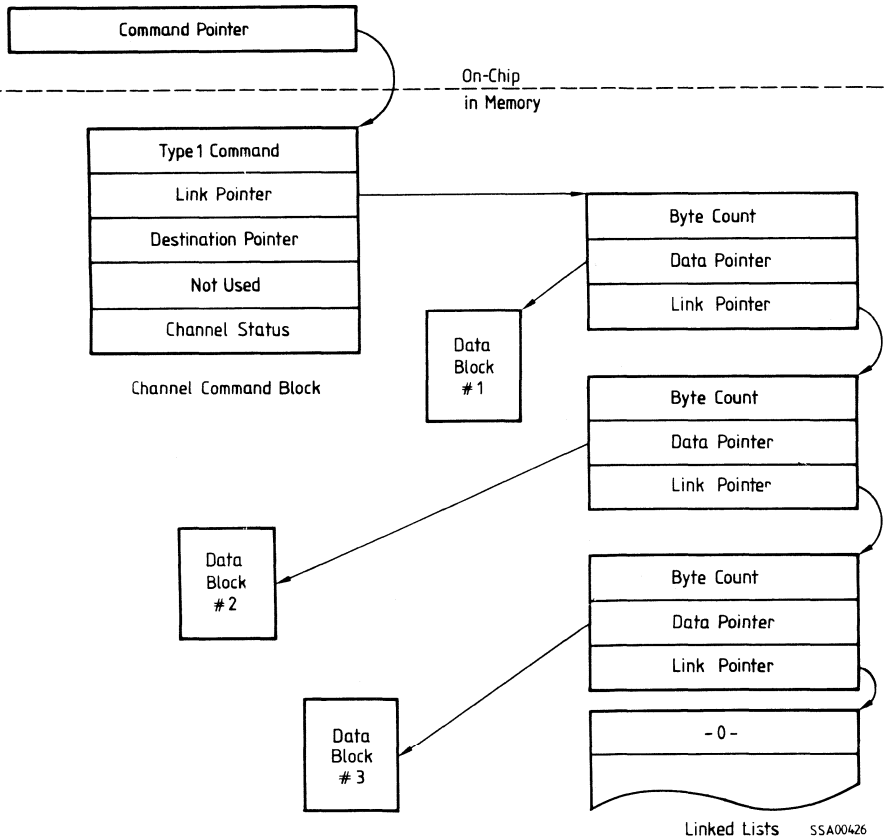 Command Pointer
On-Chip
in Memory
Type 1 Command
Link Pointer
Destination Pointer
Not Used
Channel Status
Channel Command Block
Byte Count
Data Pointer
Link Pointer
Data
Block
#1
Byte Count
Data Pointer
Link Pointer
Data
Block
#2
Byte Count
Data Pointer
Link Pointer
Data
Block
#3
-0-
Linked Lists
SSA00426